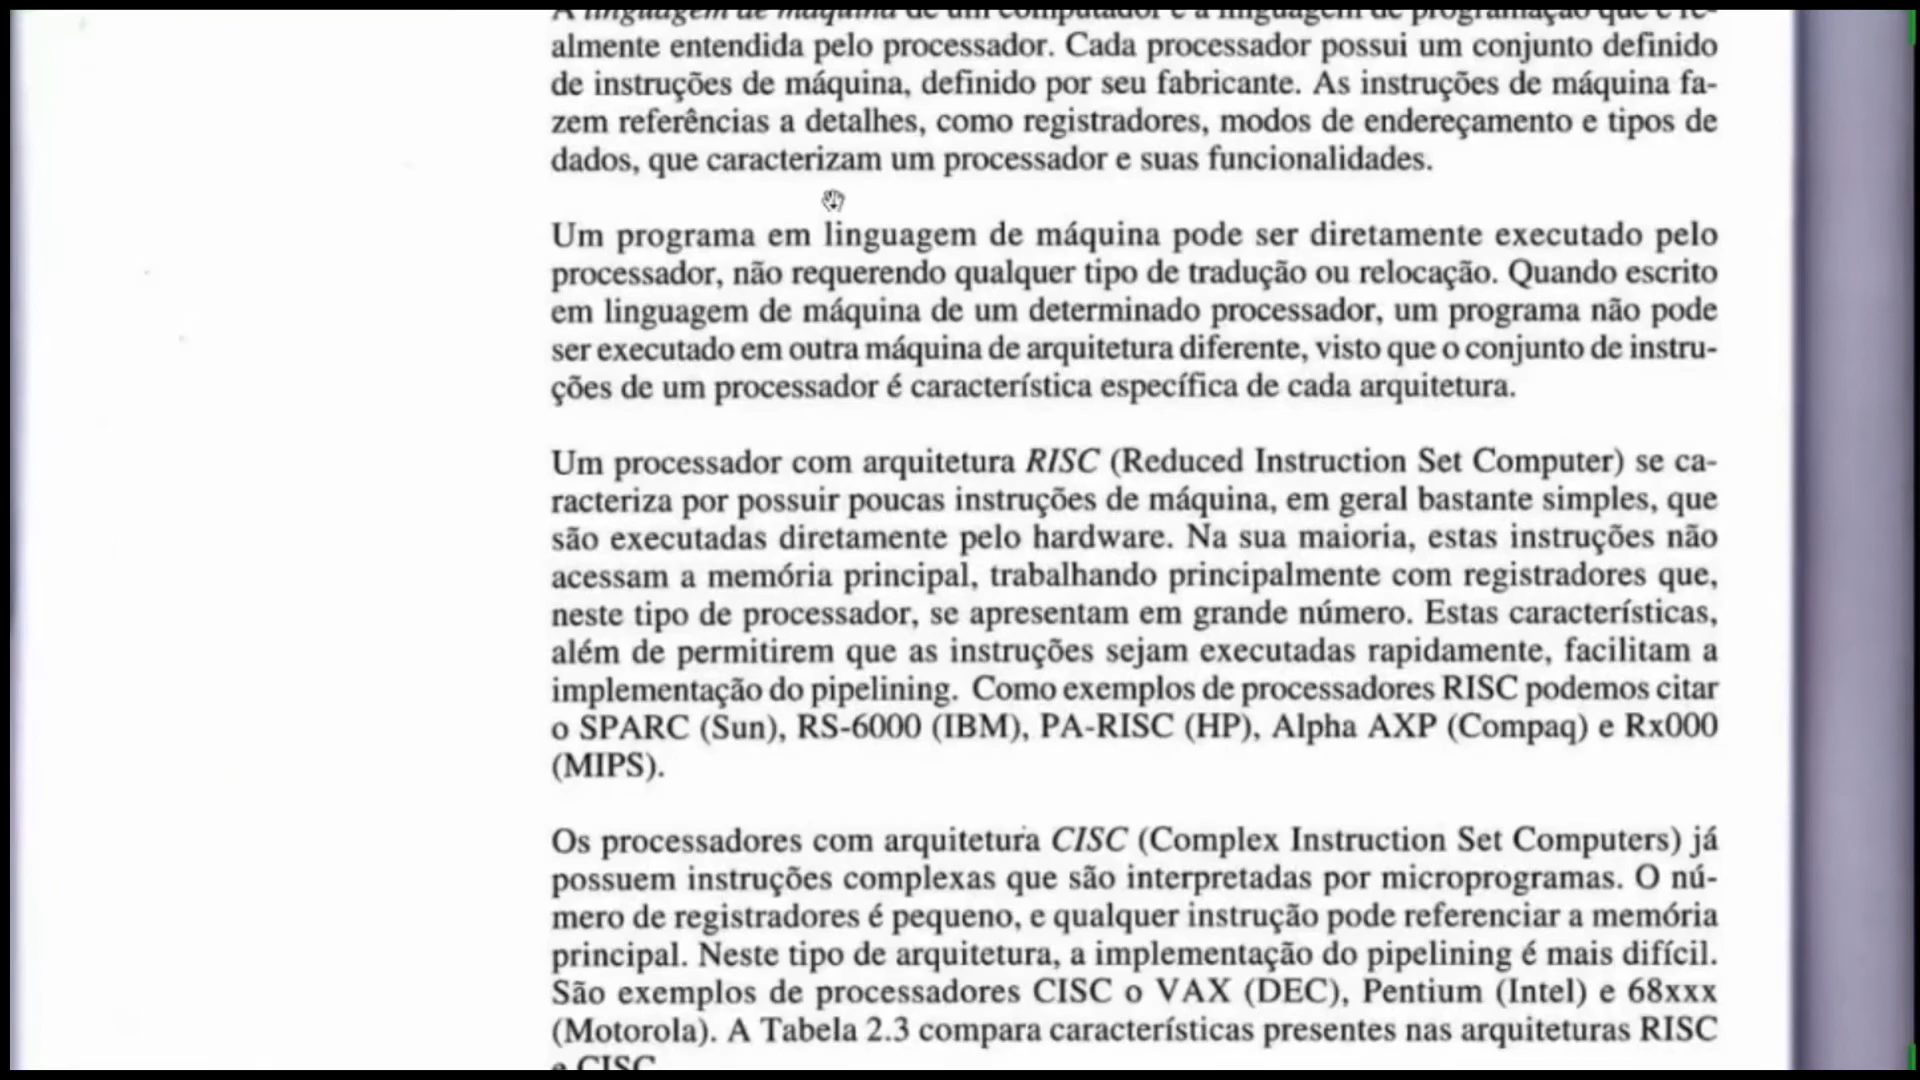 A linguagem de máquina de um computador é a linguagem de programação que é re-
almente entendida pelo processador. Cada processador possui um conjunto definido
de instruções de máquina, definido por seu fabricante. As instruções de máquina fa-
zem referências a detalhes, como registradores, modos de endereçamento e tipos de
dados, que caracterizam um processador e suas funcionalidades.
Um programa em linguagem de máquina pode ser diretamente executado pelo
processador, não requerendo qualquer tipo de tradução ou relocação. Quando escrito
em linguagem de máquina de um determinado processador, um programa não pode
ser executado em outra máquina de arquitetura diferente, visto que o conjunto de instru-
ções de um processador é característica específica de cada arquitetura.
Um processador com arquitetura RISC (Reduced Instruction Set Computer) se ca-
racteriza por possuir poucas instruções de máquina, em geral bastante simples, que
são executadas diretamente pelo hardware. Na sua maioria, estas instruções não
acessam a memória principal, trabalhando principalmente com registradores que,
neste tipo de processador, se apresentam em grande número. Estas características,
além de permitirem que as instruções sejam executadas rapidamente, facilitam a
implementação do pipelining. Como exemplos de processadores RISC podemos citar
o SPARC (Sun), RS-6000 (IBM), PA-RISC (HP), Alpha AXP (Compaq) e Rx000
(MIPS).
Os processadores com arquitetura CISC (Complex Instruction Set Computers) já
possuem instruções complexas que são interpretadas por microprogramas. O nú-
mero de registradores é pequeno, e qualquer instrução pode referenciar a memória
principal. Neste tipo de arquitetura, a implementação do pipelining é mais difícil.
São exemplos de processadores CISC o VAX (DEC), Pentium (Intel) e 68xxx
(Motorola). A Tabela 2.3 compara características presentes nas arquiteturas RISC
e CISC